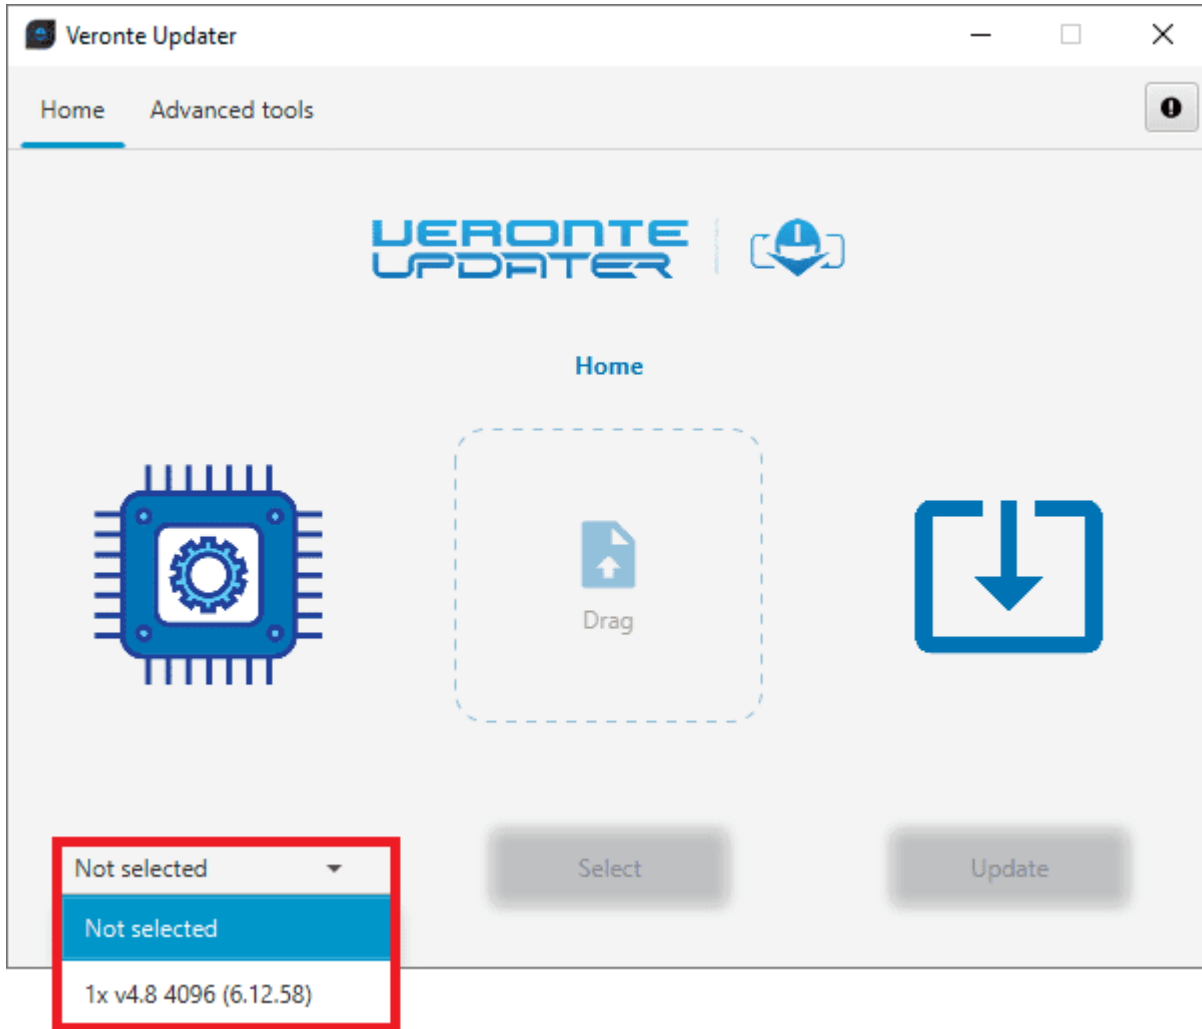 Veronte Updater
Home Advanced tools
VERONTE
UPDATER
Home
Drag
Not selected Select Update
Not selected
1x v4.8 4096 (6.12.58)